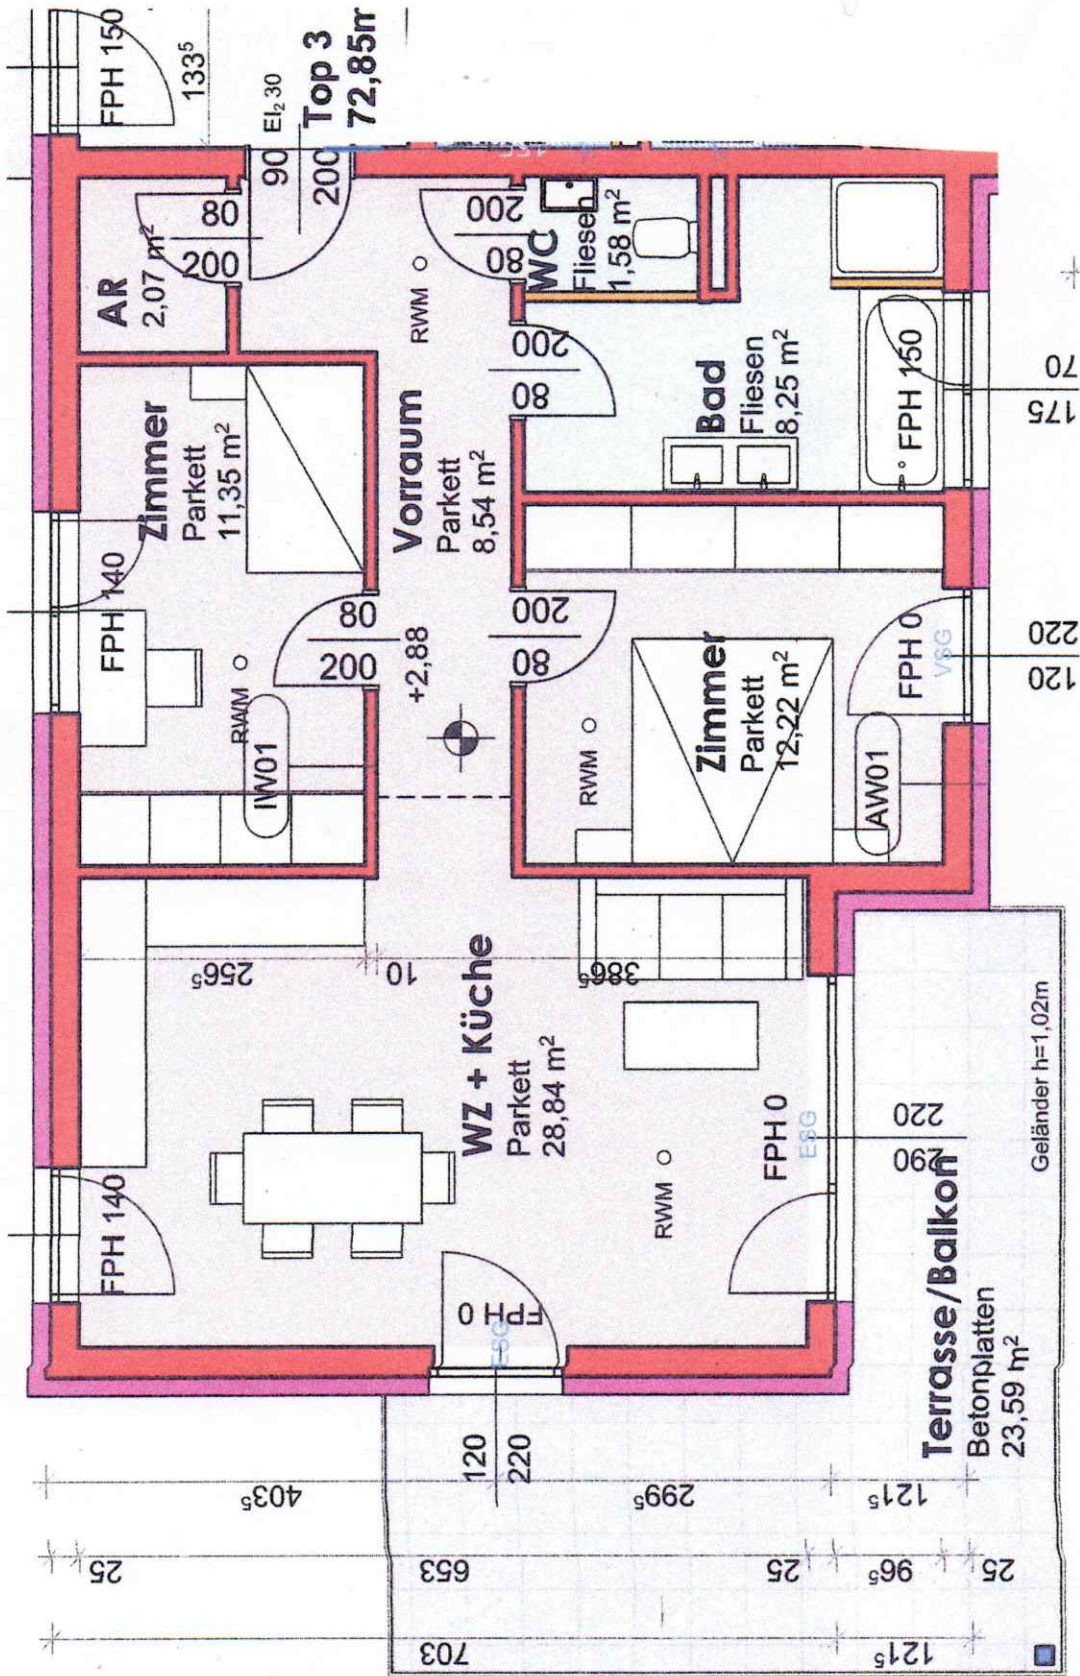 FPH 150
133⁵
90
200
EI₂ 30
Top 3
72,85m
AR
2,07 m²
80
200
Zimmer
Parkett
11,35 m²
FPH 140
RWM
IW01
80
200
Vorraum
Parkett
8,54 m²
RWM
+2,88
80
200
WC
Fliesen
1,58 m²
80
200
Bad
Fliesen
8,25 m²
FPH 150
70
175
80
200
Zimmer
Parkett
12,22 m²
RWM
AW01
FPH 0
VSG
220
120
WZ + Küche
Parkett
28,84 m²
256⁵
10
386⁵
RWM
FPH 140
FPH 0
ESG
FPH 0
ESG
220
290
120
220
Terrasse/Balkon
Betonplatten
23,59 m²
Geländer h=1,02m
403⁵
299⁵
121⁵
25
653
25
96⁵
25
703
121⁵